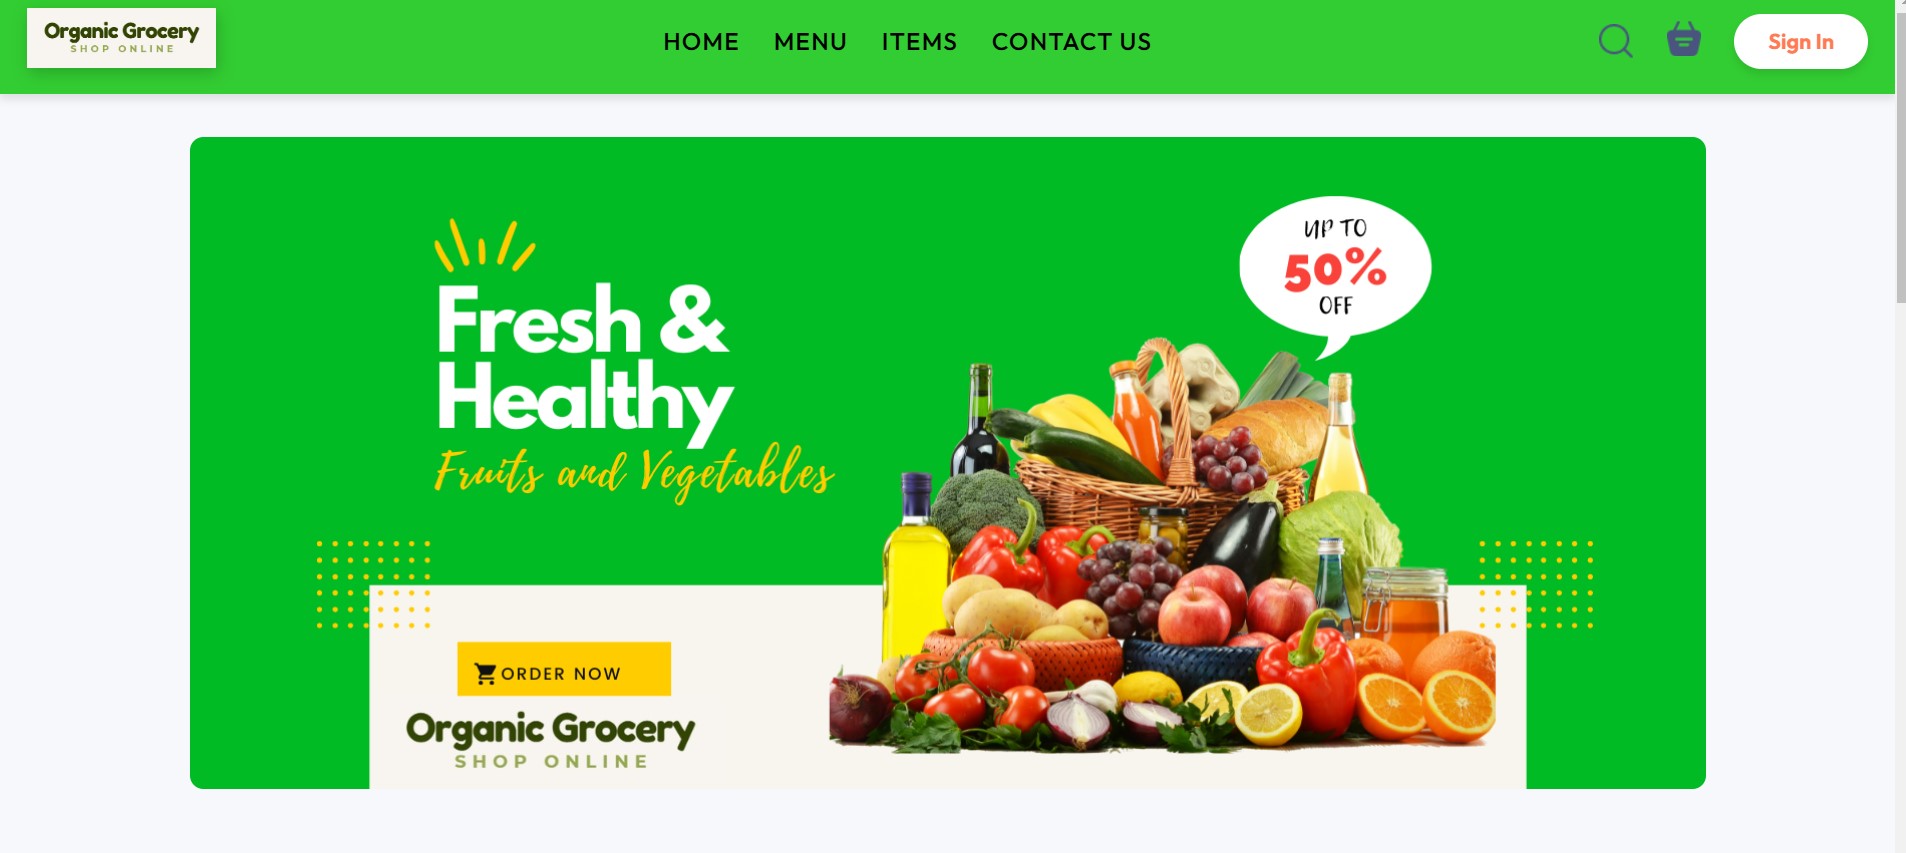 Organic Grocery
SHOP ONLINE
HOME MENU ITEMS CONTACT US
Sign In
UP TO
50%
OFF
Fresh &
Healthy
Fruits and Vegetables
ORDER NOW
Organic Grocery
SHOP ONLINE